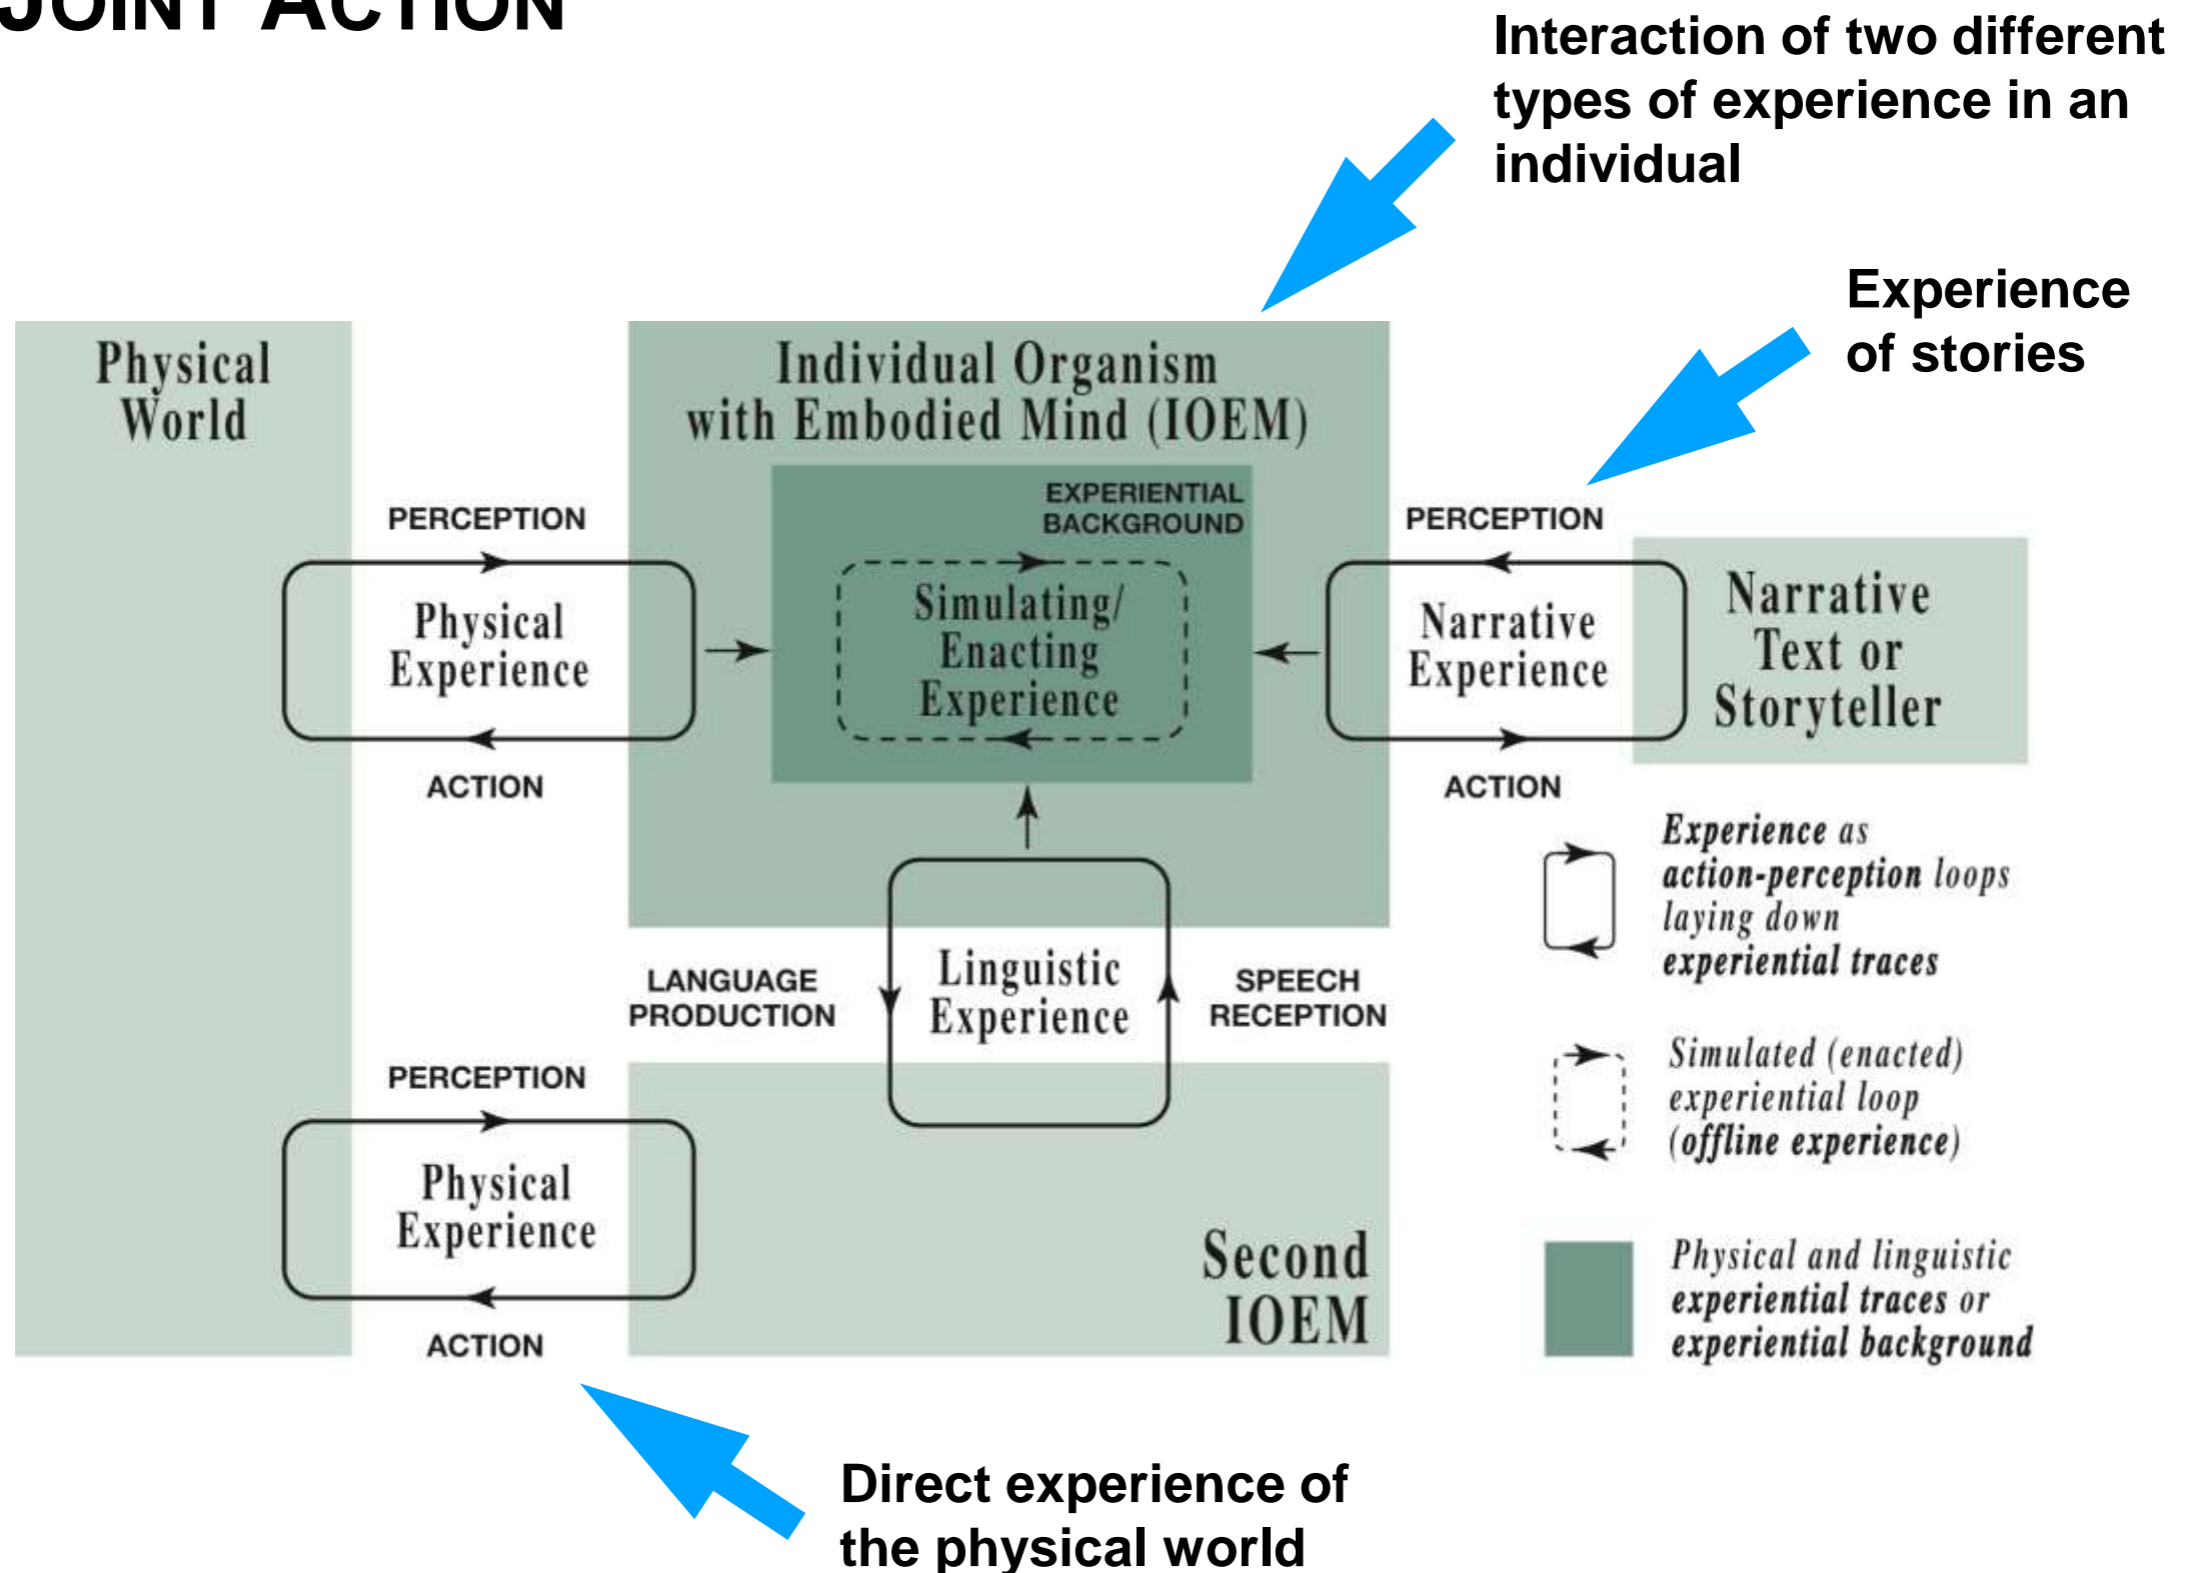 JOINT ACTION
Interaction of two different
types of experience in an
individual
Experience
of stories
Physical
World
Individual Organism
with Embodied Mind (IOEM)
EXPERIENTIAL
BACKGROUND
PERCEPTION
Physical
Experience
ACTION
Simulating/
Enacting
Experience
PERCEPTION
Narrative
Experience
ACTION
Narrative
Text or
Storyteller
LANGUAGE
PRODUCTION
Linguistic
Experience
SPEECH
RECEPTION
PERCEPTION
Physical
Experience
ACTION
Second
IOEM
Experience as
action-perception loops
laying down
experiential traces
Simulated (enacted)
experiential loop
(offline experience)
Physical and linguistic
experiential traces or
experiential background
Direct experience of
the physical world